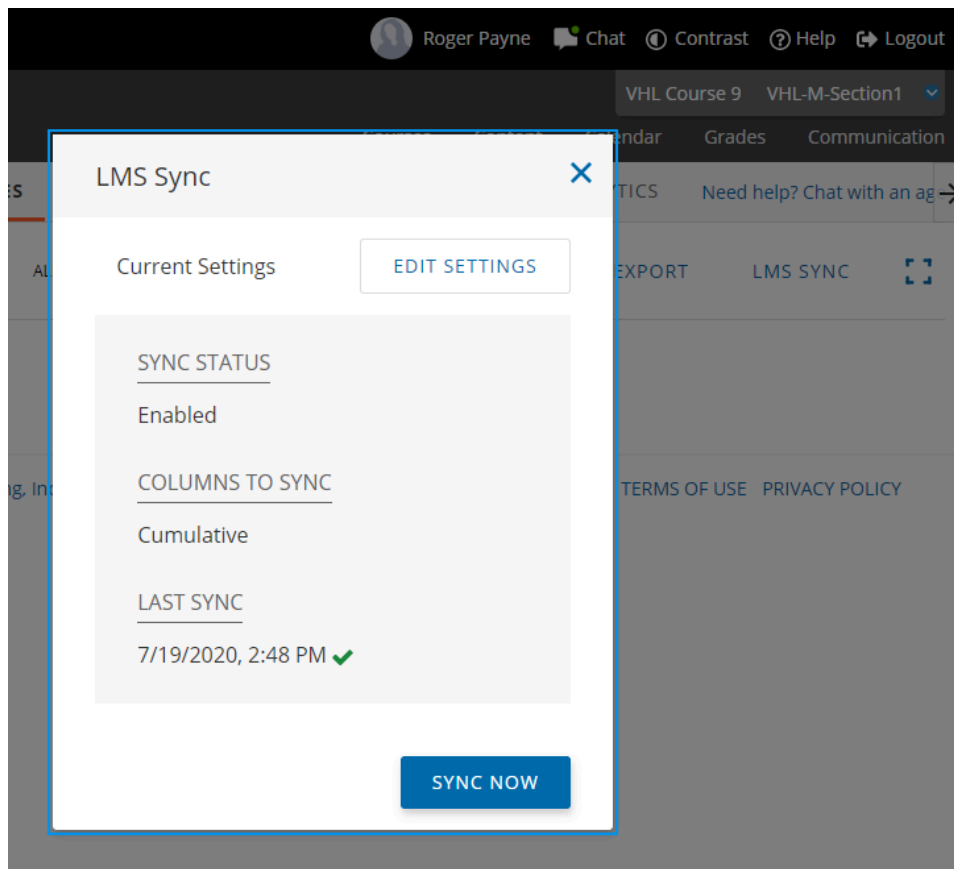 Roger Payne Chat Contrast Help Logout
VHL Course 9 VHL-M-Section1
Calendar Grades Communication
LMS Sync
Need help? Chat with an ag
Current Settings EDIT SETTINGS
EXPORT LMS SYNC
SYNC STATUS
Enabled
COLUMNS TO SYNC
TERMS OF USE PRIVACY POLICY
Cumulative
LAST SYNC
7/19/2020, 2:48 PM
SYNC NOW